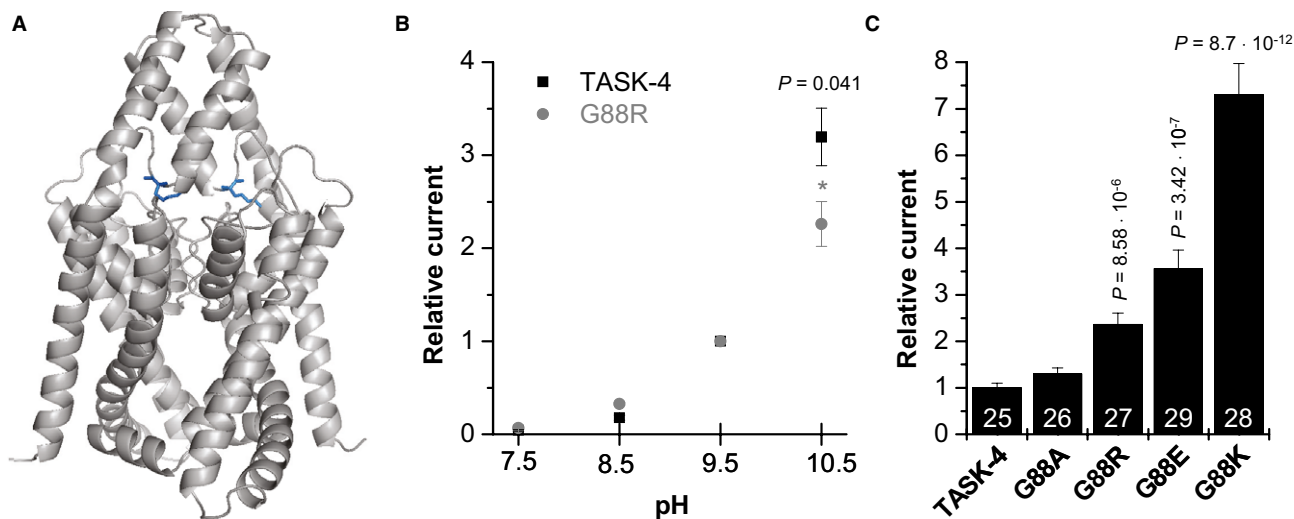 A
B
4
3
2
1
0
Relative current
TASK-4
G88R
P = 0.041
*
7.5
8.5
9.5
10.5
pH
C
8
7
6
5
4
3
2
1
0
Relative current
P = 8.58 · 10-6
P = 3.42 · 10-7
P = 8.7 · 10-12
25
26
27
29
28
TASK-4
G88A
G88R
G88E
G88K